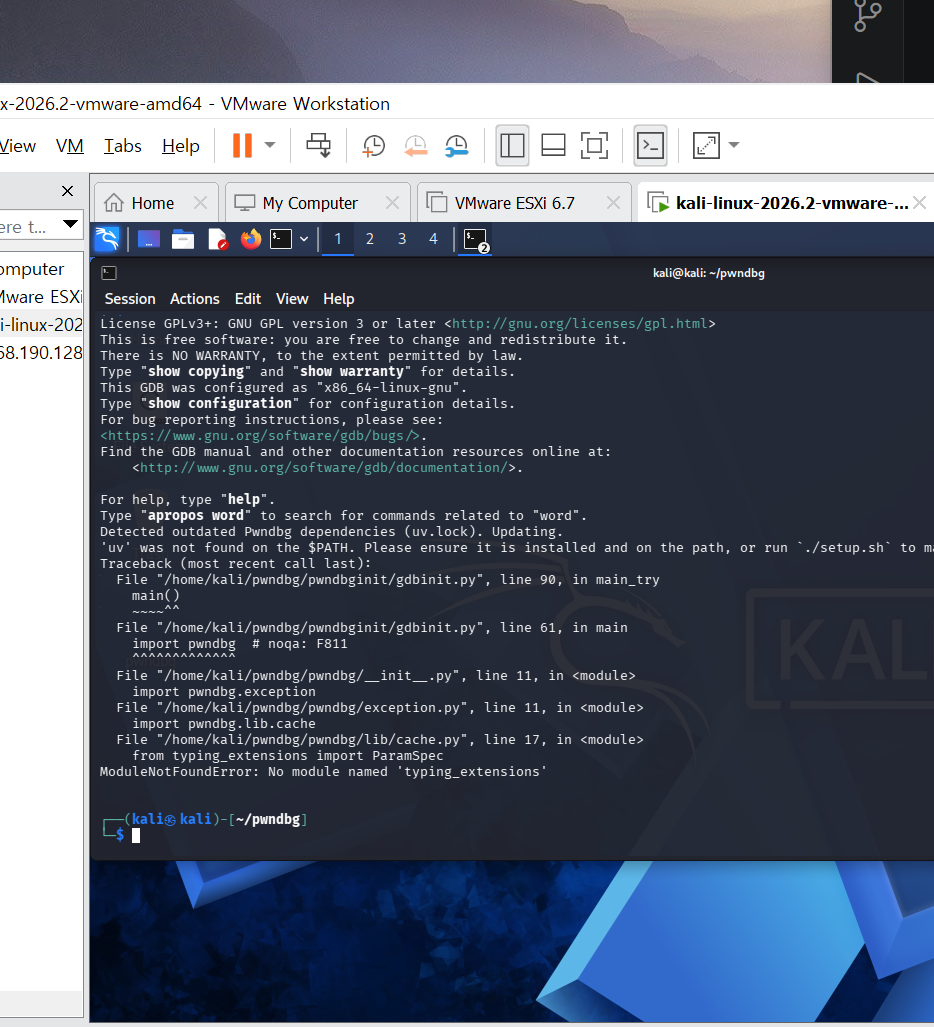 x-2026.2-vmware-amd64 - VMware Workstation
View VM Tabs Help
Home My Computer VMware ESXi 6.7 kali-linux-2026.2-vmware-...
ere t...
1 2 3 4 2
omputer
Mware ESXi
i-linux-202
68.190.128
kali@kali: ~/pwndbg
Session Actions Edit View Help
License GPLv3+: GNU GPL version 3 or later <http://gnu.org/licenses/gpl.html>
This is free software: you are free to change and redistribute it.
There is NO WARRANTY, to the extent permitted by law.
Type "show copying" and "show warranty" for details.
This GDB was configured as "x86_64-linux-gnu".
Type "show configuration" for configuration details.
For bug reporting instructions, please see:
<https://www.gnu.org/software/gdb/bugs/>.
Find the GDB manual and other documentation resources online at:
    <http://www.gnu.org/software/gdb/documentation/>.
For help, type "help".
Type "apropos word" to search for commands related to "word".
Detected outdated Pwndbg dependencies (uv.lock). Updating.
'uv' was not found on the $PATH. Please ensure it is installed and on the path, or run `./setup.sh` to ma
Traceback (most recent call last):
  File "/home/kali/pwndbg/pwndbginit/gdbinit.py", line 90, in main_try
    main()
    ~~~~^^
  File "/home/kali/pwndbg/pwndbginit/gdbinit.py", line 61, in main
    import pwndbg  # noqa: F811
    ^^^^^^^^^^^^^
  File "/home/kali/pwndbg/pwndbg/__init__.py", line 11, in <module>
    import pwndbg.exception
  File "/home/kali/pwndbg/pwndbg/exception.py", line 11, in <module>
    import pwndbg.lib.cache
  File "/home/kali/pwndbg/pwndbg/lib/cache.py", line 17, in <module>
    from typing_extensions import ParamSpec
ModuleNotFoundError: No module named 'typing_extensions'
┌──(kali㉿kali)-[~/pwndbg]
└─$
KAL